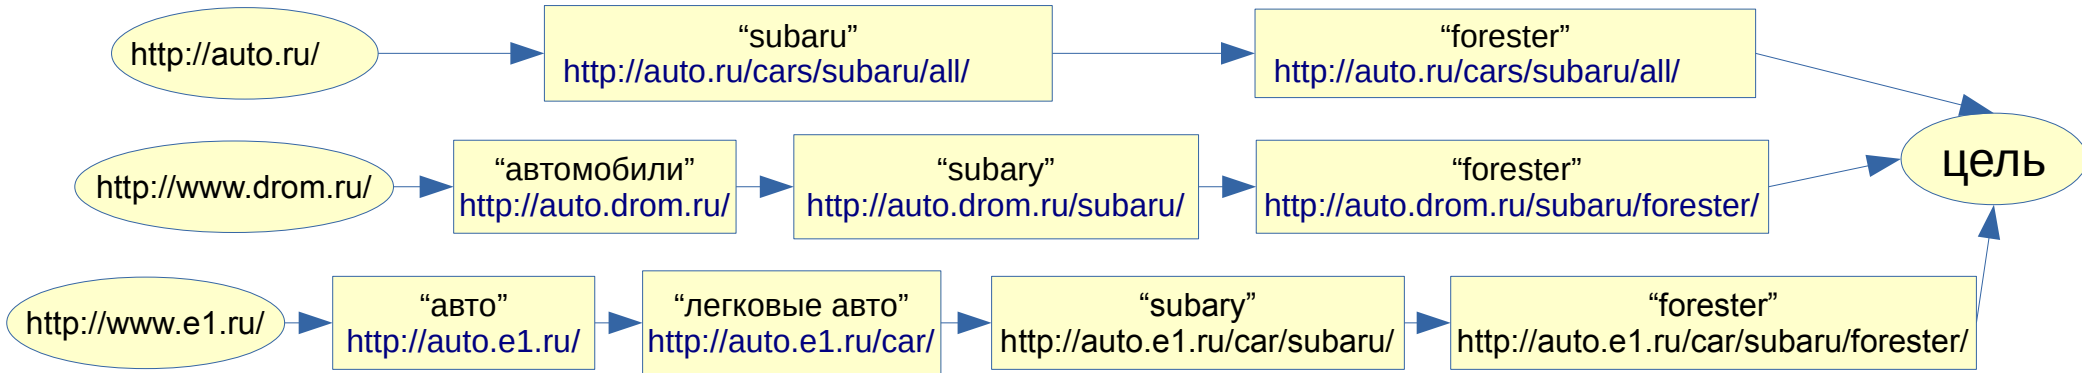 http://auto.ru/
“subaru”
http://auto.ru/cars/subaru/all/
“forester”
http://auto.ru/cars/subaru/all/
http://www.drom.ru/
“автомобили”
http://auto.drom.ru/
“subary”
http://auto.drom.ru/subaru/
“forester”
http://auto.drom.ru/subaru/forester/
цель
http://www.e1.ru/
“авто”
http://auto.e1.ru/
“легковые авто”
http://auto.e1.ru/car/
“subary”
http://auto.e1.ru/car/subaru/
“forester”
http://auto.e1.ru/car/subaru/forester/